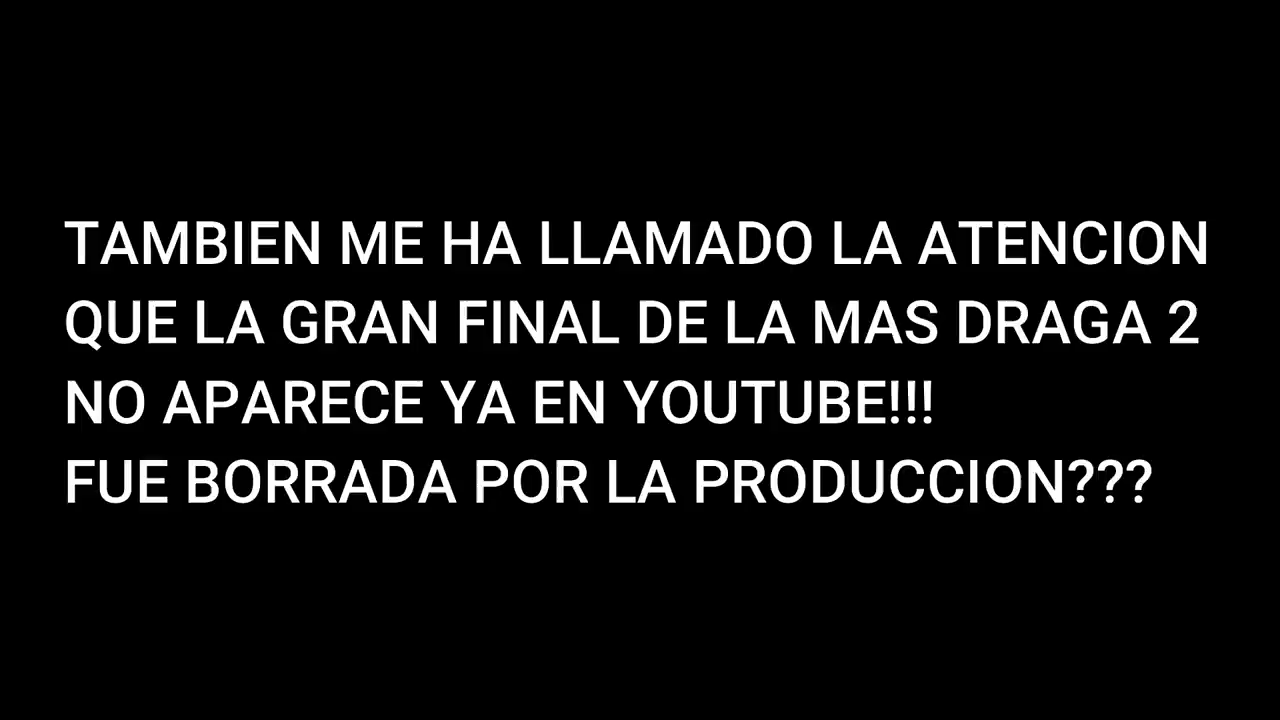 TAMBIEN ME HA LLAMADO LA ATENCION
QUE LA GRAN FINAL DE LA MAS DRAGA 2
NO APARECE YA EN YOUTUBE!!!
FUE BORRADA POR LA PRODUCCION???